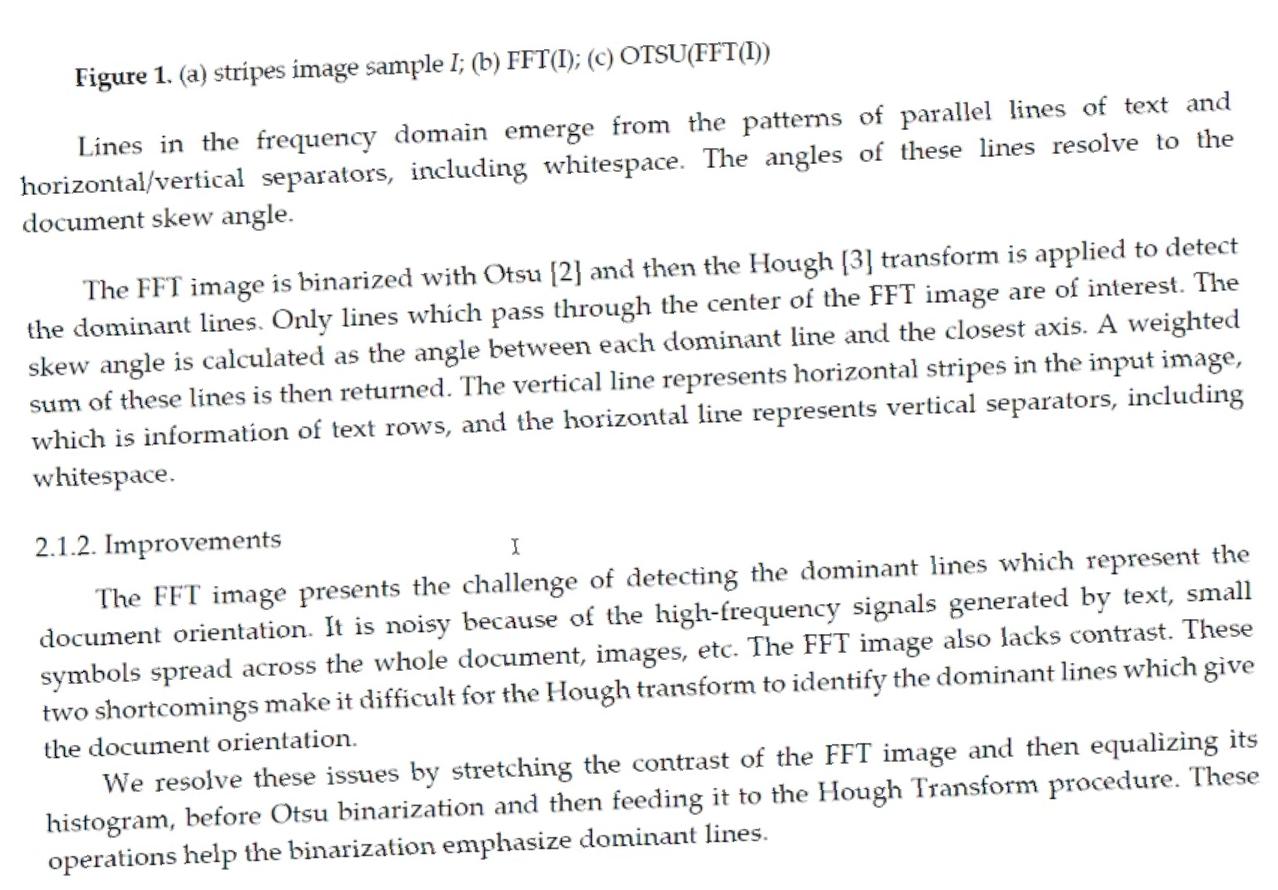 Figure 1. (a) stripes image sample I; (b) FFT(I); (c) OTSU(FFT(I))
Lines in the frequency domain emerge from the patterns of parallel lines of text and
horizontal/vertical separators, including whitespace. The angles of these lines resolve to the
document skew angle.
The FFT image is binarized with Otsu [2] and then the Hough [3] transform is applied to detect
the dominant lines. Only lines which pass through the center of the FFT image are of interest. The
skew angle is calculated as the angle between each dominant line and the closest axis. A weighted
sum of these lines is then returned. The vertical line represents horizontal stripes in the input image,
which is information of text rows, and the horizontal line represents vertical separators, including
whitespace.
2.1.2. Improvements
The FFT image presents the challenge of detecting the dominant lines which represent the
document orientation. It is noisy because of the high-frequency signals generated by text, small
symbols spread across the whole document, images, etc. The FFT image also lacks contrast. These
two shortcomings make it difficult for the Hough transform to identify the dominant lines which give
the document orientation.
We resolve these issues by stretching the contrast of the FFT image and then equalizing its
histogram, before Otsu binarization and then feeding it to the Hough Transform procedure. These
operations help the binarization emphasize dominant lines.